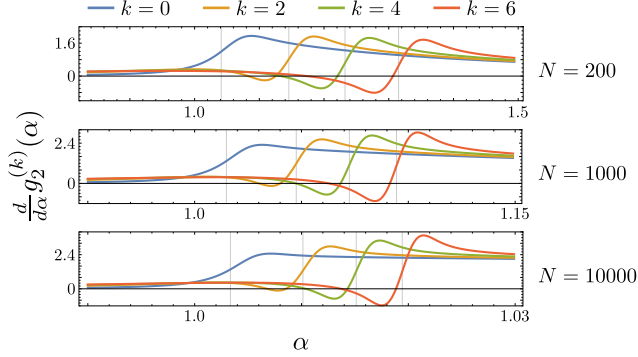 k = 0 k = 2 k = 4 k = 6
1.6
0
1.0 1.5
N = 200
2.4
0
1.0 1.15
N = 1000
2.4
0
1.0 1.03
N = 10000
d/dα g₂⁽ᵏ⁾(α)
α